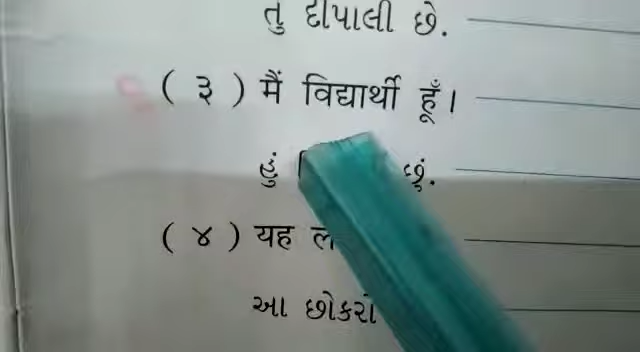 તુ દીપાલી છે.
( ३ ) मैं विद्यार्थी हूँ ।
હું છું.
( ४ ) यह
આ છોકરો